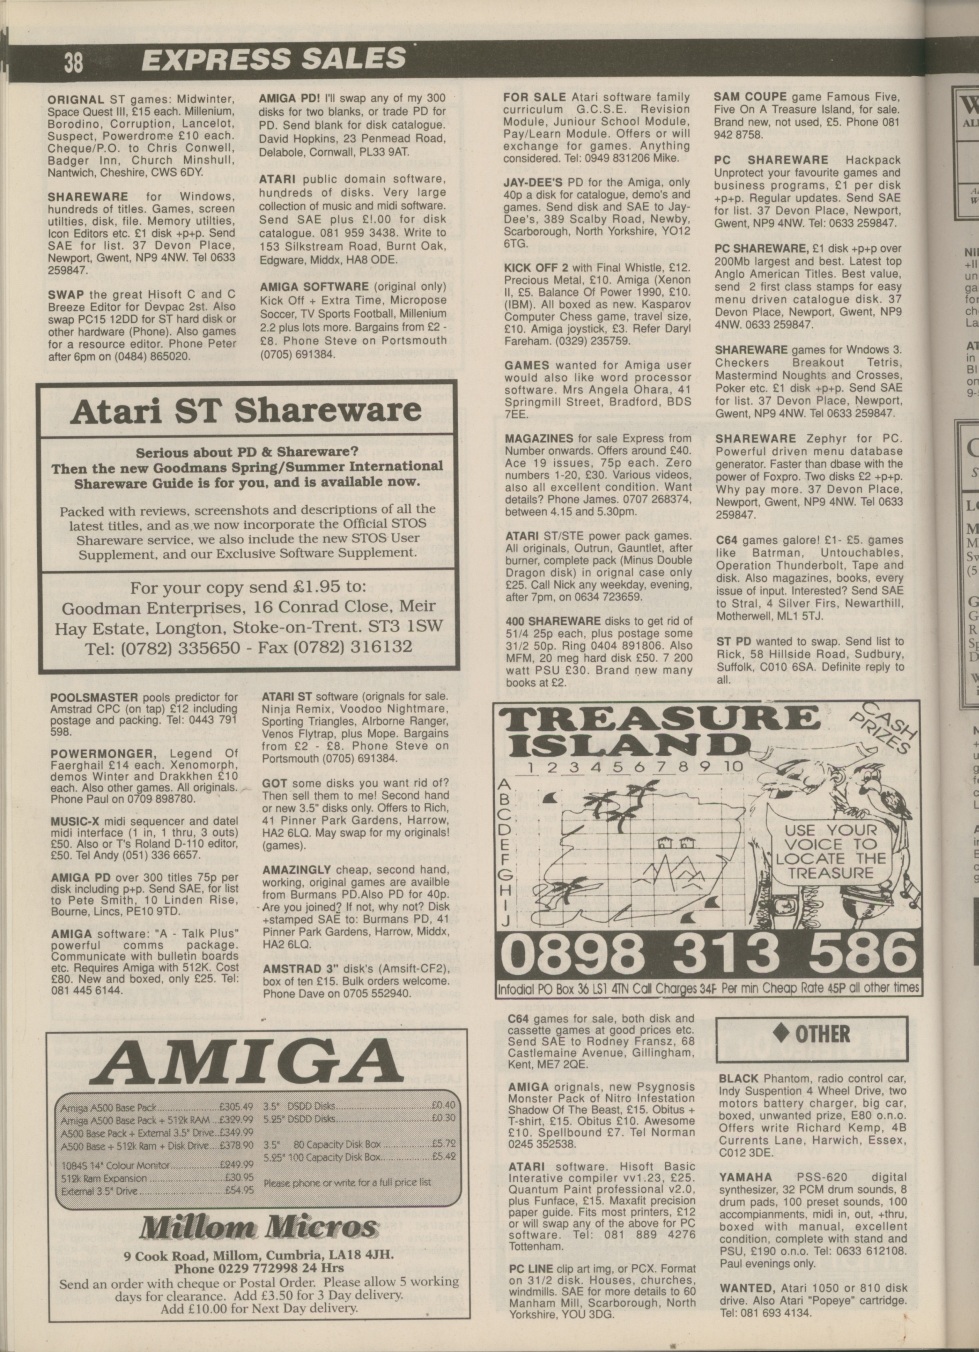 38 EXPRESS SALES
ORIGNAL ST games: Midwinter,
Space Quest III, £15 each. Millenium,
Borodino, Corruption, Lancelot,
Suspect, Powerdrome £10 each.
Cheque/P.O. to Chris Conwell,
Badger Inn, Church Minshull,
Nantwich, Cheshire, CWS 6DY.
SHAREWARE for Windows,
hundreds of titles. Games, screen
utilties, disk, file. Memory utilties,
Icon Editors etc. £1 disk +p+p. Send
SAE for list. 37 Devon Place,
Newport, Gwent, NP9 4NW. Tel 0633
259847.
SWAP the great Hisoft C and C
Breeze Editor for Devpac 2st. Also
swap PC15 12DD for ST hard disk or
other hardware (Phone). Also games
for a resource editor. Phone Peter
after 6pm on (0484) 865020.
AMIGA PD! I'll swap any of my 300
disks for two blanks, or trade PD for
PD. Send blank for disk catalogue.
David Hopkins, 23 Penmead Road,
Delabole, Cornwall, PL33 9AT.
ATARI public domain software,
hundreds of disks. Very large
collection of music and midi software.
Send SAE plus £!.00 for disk
catalogue. 081 959 3438. Write to
153 Silkstream Road, Burnt Oak,
Edgware, Middx, HA8 ODE.
AMIGA SOFTWARE (original only)
Kick Off + Extra Time, Micropose
Soccer, TV Sports Football, Millenium
2.2 plus lots more. Bargains from £2 -
£8. Phone Steve on Portsmouth
(0705) 691384.
Atari ST Shareware
Serious about PD & Shareware?
Then the new Goodmans Spring/Summer International
Shareware Guide is for you, and is available now.
Packed with reviews, screenshots and descriptions of all the
latest titles, and as we now incorporate the Official STOS
Shareware service, we also include the new STOS User
Supplement, and our Exclusive Software Supplement.
For your copy send £1.95 to:
Goodman Enterprises, 16 Conrad Close, Meir
Hay Estate, Longton, Stoke-on-Trent. ST3 1SW
Tel: (0782) 335650 - Fax (0782) 316132
POOLSMASTER pools predictor for
Amstrad CPC (on tap) £12 including
postage and packing. Tel: 0443 791
598.
POWERMONGER, Legend Of
Faerghail £14 each. Xenomorph,
demos Winter and Drakkhen £10
each. Also other games. All originals.
Phone Paul on 0709 898780.
MUSIC-X midi sequencer and datel
midi interface (1 in, 1 thru, 3 outs)
£50. Also or T's Roland D-110 editor,
£50. Tel Andy (051) 336 6657.
AMIGA PD over 300 titles 75p per
disk including p+p. Send SAE, for list
to Pete Smith, 10 Linden Rise,
Bourne, Lincs, PE10 9TD.
AMIGA software: "A - Talk Plus"
powerful comms package.
Communicate with bulletin boards
etc. Requires Amiga with 512K. Cost
£80. New and boxed, only £25. Tel:
081 445 6144.
ATARI ST software (orignals for sale.
Ninja Remix, Voodoo Nightmare,
Sporting Triangles, AIrborne Ranger,
Venos Flytrap, plus Mope. Bargains
from £2 - £8. Phone Steve on
Portsmouth (0705) 691384.
GOT some disks you want rid of?
Then sell them to me! Second hand
or new 3.5" disks only. Offers to Rich,
41 Pinner Park Gardens, Harrow,
HA2 6LQ. May swap for my originals!
(games).
AMAZINGLY cheap, second hand,
working, original games are availble
from Burmans PD.Also PD for 40p.
Are you joined? If not, why not? Disk
+stamped SAE to: Burmans PD, 41
Pinner Park Gardens, Harrow, Middx,
HA2 6LQ.
AMSTRAD 3" disk's (Amsift-CF2),
box of ten £15. Bulk orders welcome.
Phone Dave on 0705 552940.
AMIGA
Amiga A500 Base Pack £305.49
Amiga A500 Base Pack + 512k RAM £329.99
Amiga A500 Base Pack + External 3.5" Drive £349.99
A500 Base + 512k Ram + Disk Drive £378.90
1084S 14" Colour Monitor £249.99
512k Ram Expansion £30.95
External 3.5" Drive £54.95
3.5" DSDD Disks £0.40
5.25" DSDD Disks £0.30
3.5" 80 Capacity Disk Box £5.72
5.25" 100 Capacity Disk Box £5.42
Please phone or write for a full price list
Millom Micros
9 Cook Road, Millom, Cumbria, LA18 4JH.
Phone 0229 772998 24 Hrs
Send an order with cheque or Postal Order. Please allow 5 working
days for clearance. Add £3.50 for 3 Day delivery.
Add £10.00 for Next Day delivery.
FOR SALE Atari software family
curriculum G.C.S.E. Revision
Module, Juniour School Module,
Pay/Learn Module. Offers or will
exchange for games. Anything
considered. Tel: 0949 831206 Mike.
JAY-DEE'S PD for the Amiga, only
40p a disk for catalogue, demo's and
games. Send disk and SAE to Jay-
Dee's, 389 Scalby Road, Newby,
Scarborough, North Yorkshire, YO12
6TG.
KICK OFF 2 with Final Whistle, £12.
Precious Metal, £10. Amiga (Xenon
II, £5. Balance Of Power 1990, £10.
(IBM). All boxed as new. Kasparov
Computer Chess game, travel size,
£10. Amiga joystick, £3. Refer Daryl
Fareham. (0329) 235759.
GAMES wanted for Amiga user
would also like word processor
software. Mrs Angela Ohara, 41
Springmill Street, Bradford, BDS
7EE.
MAGAZINES for sale Express from
Number onwards. Offers around £40.
Ace 19 issues, 75p each. Zero
numbers 1-20, £30. Various videos,
also all excellent condition. Want
details? Phone James. 0707 268374,
between 4.15 and 5.30pm.
ATARI ST/STE power pack games.
All originals, Outrun, Gauntlet, after
burner, complete pack (Minus Double
Dragon disk) in orignal case only
£25. Call Nick any weekday, evening,
after 7pm, on 0634 723659.
400 SHAREWARE disks to get rid of
51/4 25p each, plus postage some
31/2 50p. Ring 0404 891806. Also
MFM, 20 meg hard disk £50. 7 200
watt PSU £30. Brand new many
books at £2.
SAM COUPE game Famous Five,
Five On A Treasure Island, for sale.
Brand new, not used, £5. Phone 081
942 8758.
PC SHAREWARE Hackpack
Unprotect your favourite games and
business programs, £1 per disk
+p+p. Regular updates. Send SAE
for list. 37 Devon Place, Newport,
Gwent, NP9 4NW. Tel: 0633 259847.
PC SHAREWARE, £1 disk +p+p over
200Mb largest and best. Latest top
Anglo American Titles. Best value,
send 2 first class stamps for easy
menu driven catalogue disk. 37
Devon Place, Newport, Gwent, NP9
4NW. 0633 259847.
SHAREWARE games for Wndows 3.
Checkers Breakout Tetris,
Mastermind Noughts and Crosses,
Poker etc. £1 disk +p+p. Send SAE
for list. 37 Devon Place, Newport,
Gwent, NP9 4NW. Tel 0633 259847.
SHAREWARE Zephyr for PC.
Powerful driven menu database
generator. Faster than dbase with the
power of Foxpro. Two disks £2 +p+p.
Why pay more. 37 Devon Place,
Newport, Gwent, NP9 4NW. Tel 0633
259847.
C64 games galore! £1- £5. games
like Batrman, Untouchables,
Operation Thunderbolt, Tape and
disk. Also magazines, books, every
issue of input. Interested? Send SAE
to Stral, 4 Silver Firs, Newarthill,
Motherwell, ML1 5TJ.
ST PD wanted to swap. Send list to
Rick, 58 Hillside Road, Sudbury,
Suffolk, C010 6SA. Definite reply to
all.
TREASURE
ISLAND
CASH
PRIZES
1 2 3 4 5 6 7 8 9 10
A
B
C
D
E
F
G
H
I
J
USE YOUR
VOICE TO
LOCATE THE
TREASURE
0898 313 586
Infodial PO Box 36 LS1 4TN Call Charges 34P Per min Cheap Rate 45P all other times
C64 games for sale, both disk and
cassette games at good prices etc.
Send SAE to Rodney Fransz, 68
Castlemaine Avenue, Gillingham,
Kent, ME7 2QE.
AMIGA orignals, new Psygnosis
Monster Pack of Nitro Infestation
Shadow Of The Beast, £15. Obitus +
T-shirt, £15. Obitus £10. Awesome
£10. Spellbound £7. Tel Norman
0245 352538.
ATARI software. Hisoft Basic
Interative compiler vv1.23, £25.
Quantum Paint professional v2.0,
plus Funface, £15. Maxafit precision
paper guide. Fits most printers, £12
or will swap any of the above for PC
software. Tel: 081 889 4276
Tottenham.
PC LINE clip art img, or PCX. Format
on 31/2 disk. Houses, churches,
windmills. SAE for more details to 60
Manham Mill, Scarborough, North
Yorkshire, YOU 3DG.
◆ OTHER
BLACK Phantom, radio control car,
Indy Suspention 4 Wheel Drive, two
motors battery charger, big car,
boxed, unwanted prize, E80 o.n.o.
Offers write Richard Kemp, 4B
Currents Lane, Harwich, Essex,
C012 3DE.
YAMAHA PSS-620 digital
synthesizer, 32 PCM drum sounds, 8
drum pads, 100 preset sounds, 100
accompianments, midi in, out, +thru,
boxed with manual, excellent
condition, complete with stand and
PSU, £190 o.n.o. Tel: 0633 612108.
Paul evenings only.
WANTED, Atari 1050 or 810 disk
drive. Also Atari "Popeye" cartridge.
Tel: 081 693 4134.